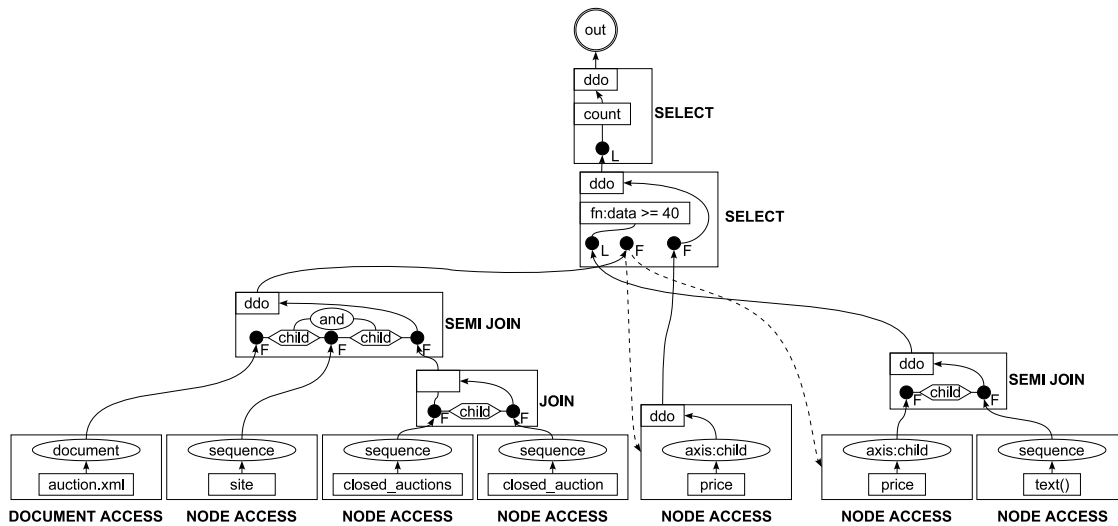 out
ddo
count
SELECT
L
ddo
fn:data >= 40
SELECT
L F F
ddo
and
SEMI JOIN
child child
F F F
ddo
SEMI JOIN
child
F F
JOIN
child
F F
ddo
document sequence sequence sequence axis:child axis:child sequence
auction.xml site closed_auctions closed_auction price price text()
DOCUMENT ACCESS NODE ACCESS NODE ACCESS NODE ACCESS NODE ACCESS NODE ACCESS NODE ACCESS